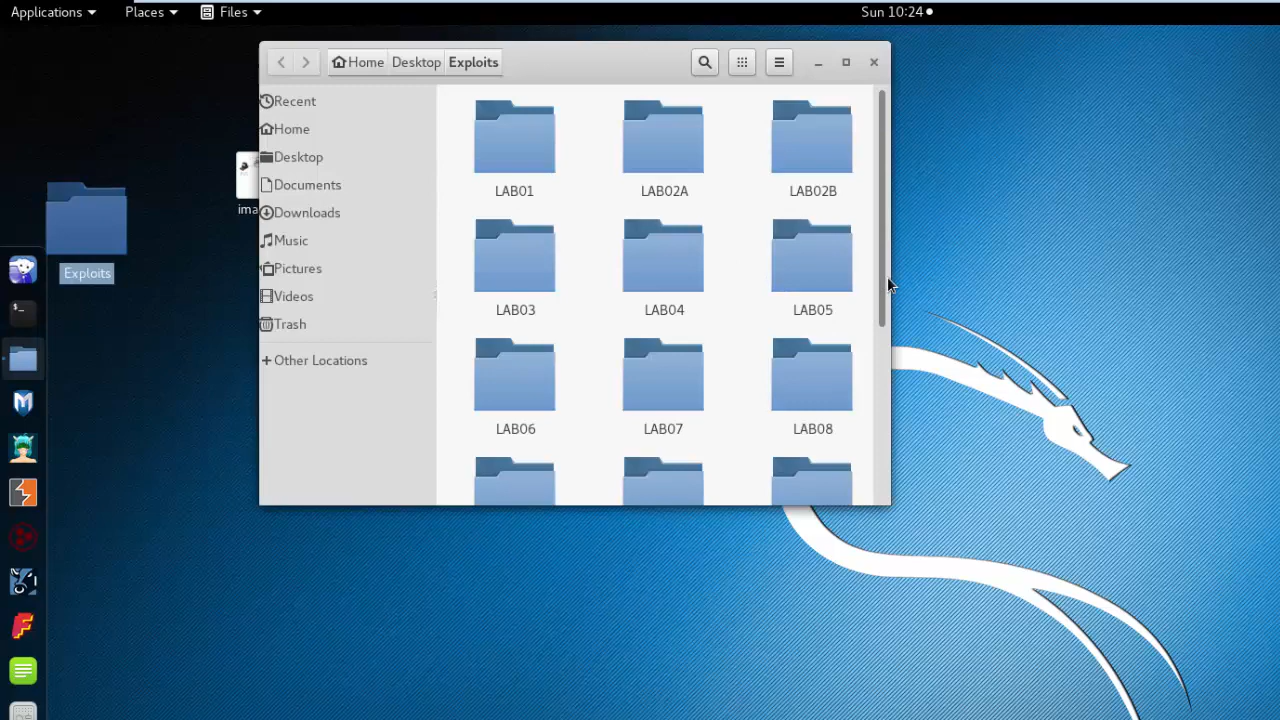 Applications Places Files Sun 10:24
Home Desktop Exploits
Recent
Home
Desktop
Documents
Downloads
Music
Pictures
Videos
Trash
Other Locations
LAB01 LAB02A LAB02B
LAB03 LAB04 LAB05
LAB06 LAB07 LAB08
Exploits
ima